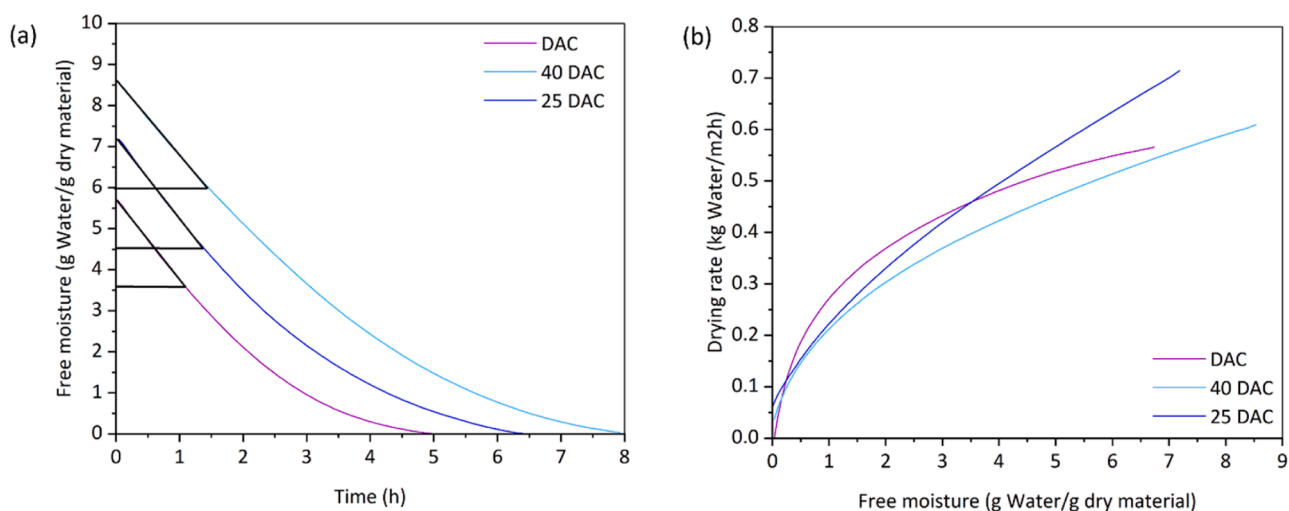 (a)
10
9
8
7
6
5
4
3
2
1
0
Free moisture (g Water/g dry material)
DAC
40 DAC
25 DAC
0 1 2 3 4 5 6 7 8
Time (h)
(b)
0.8
0.7
0.6
0.5
0.4
0.3
0.2
0.1
0.0
Drying rate (kg Water/m2h)
DAC
40 DAC
25 DAC
0 1 2 3 4 5 6 7 8 9
Free moisture (g Water/g dry material)